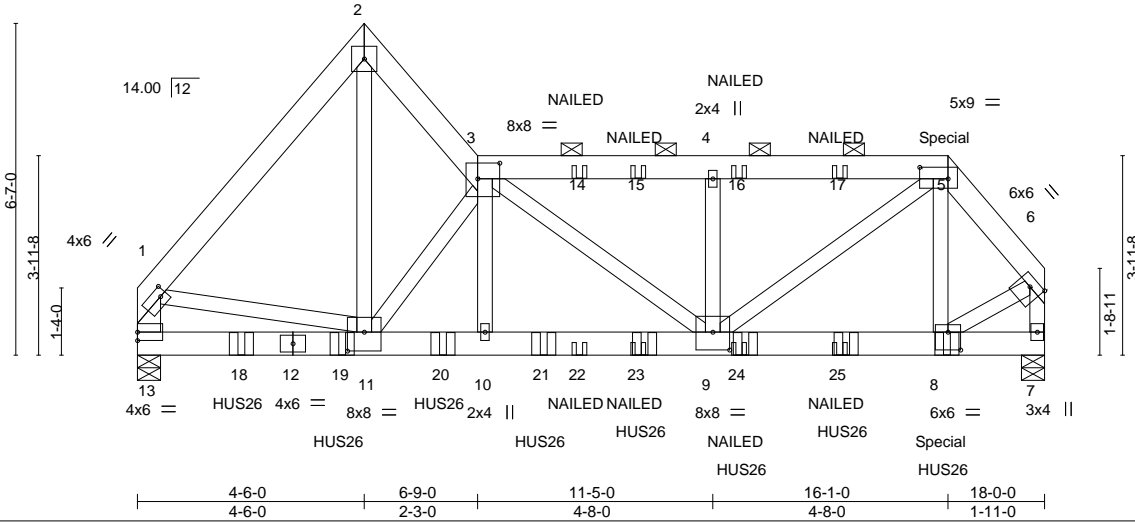 2
14.00 12
NAILED
NAILED
2x4 ||
5x9 =
8x8 =
3
NAILED
4
NAILED
Special
14
15
16
17
5
6-7-0
3-11-8
1-4-0
4x6 //
1
6x6 \\
6
3-11-8
1-8-11
13
18
12
19
11
20
10
21
22
23
9
24
25
8
7
4x6 =
HUS26
4x6 =
8x8 =
HUS26
2x4 ||
NAILED
NAILED
8x8 =
NAILED
6x6 =
3x4 ||
HUS26
HUS26
HUS26
NAILED
HUS26
Special
HUS26
HUS26
4-6-0
6-9-0
11-5-0
16-1-0
18-0-0
4-6-0
2-3-0
4-8-0
4-8-0
1-11-0